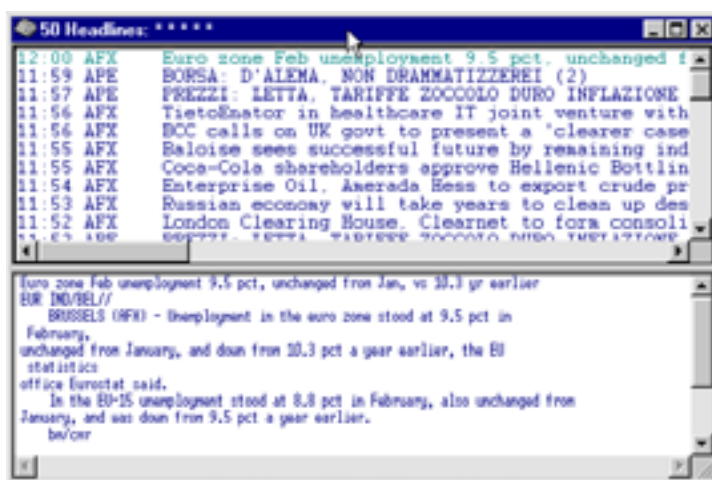 50 Headlines: * * * * *
12:00 AFX Euro zone Feb unemployment 9.5 pct, unchanged f
11:59 APE BORSA: D'ALEMA, NON DRAMMATIZZEREI (2)
11:57 APE PREZZI: LETTA, TARIFFE ZOCCOLO DURO INFLAZIONE
11:56 AFX TietoEnator in healthcare IT joint venture with
11:56 AFX BCC calls on UK govt to present a "clearer case
11:55 AFX Baloise sees successful future by remaining ind
11:55 AFX Coca-Cola shareholders approve Hellenic Bottlin
11:54 AFX Enterprise Oil, Amerada Hess to export crude pr
11:53 AFX Russian economy will take years to clean up des
11:52 AFX London Clearing House, Clearnet to form consoli
11:52 APE PREZZI: LETTA, TARIFFE ZOCCOLO DURO INFLAZIONE
Euro zone Feb unemployment 9.5 pct, unchanged from Jan, vs 10.3 yr earlier
EUR IND/BEL//
BRUSSELS (AFX) - Unemployment in the euro zone stood at 9.5 pct in
February,
unchanged from January, and down from 10.3 pct a year earlier, the EU
statistics
office Eurostat said.
In the EU-15 unemployment stood at 8.8 pct in February, also unchanged from
January, and was down from 9.5 pct a year earlier.
bm/cmr